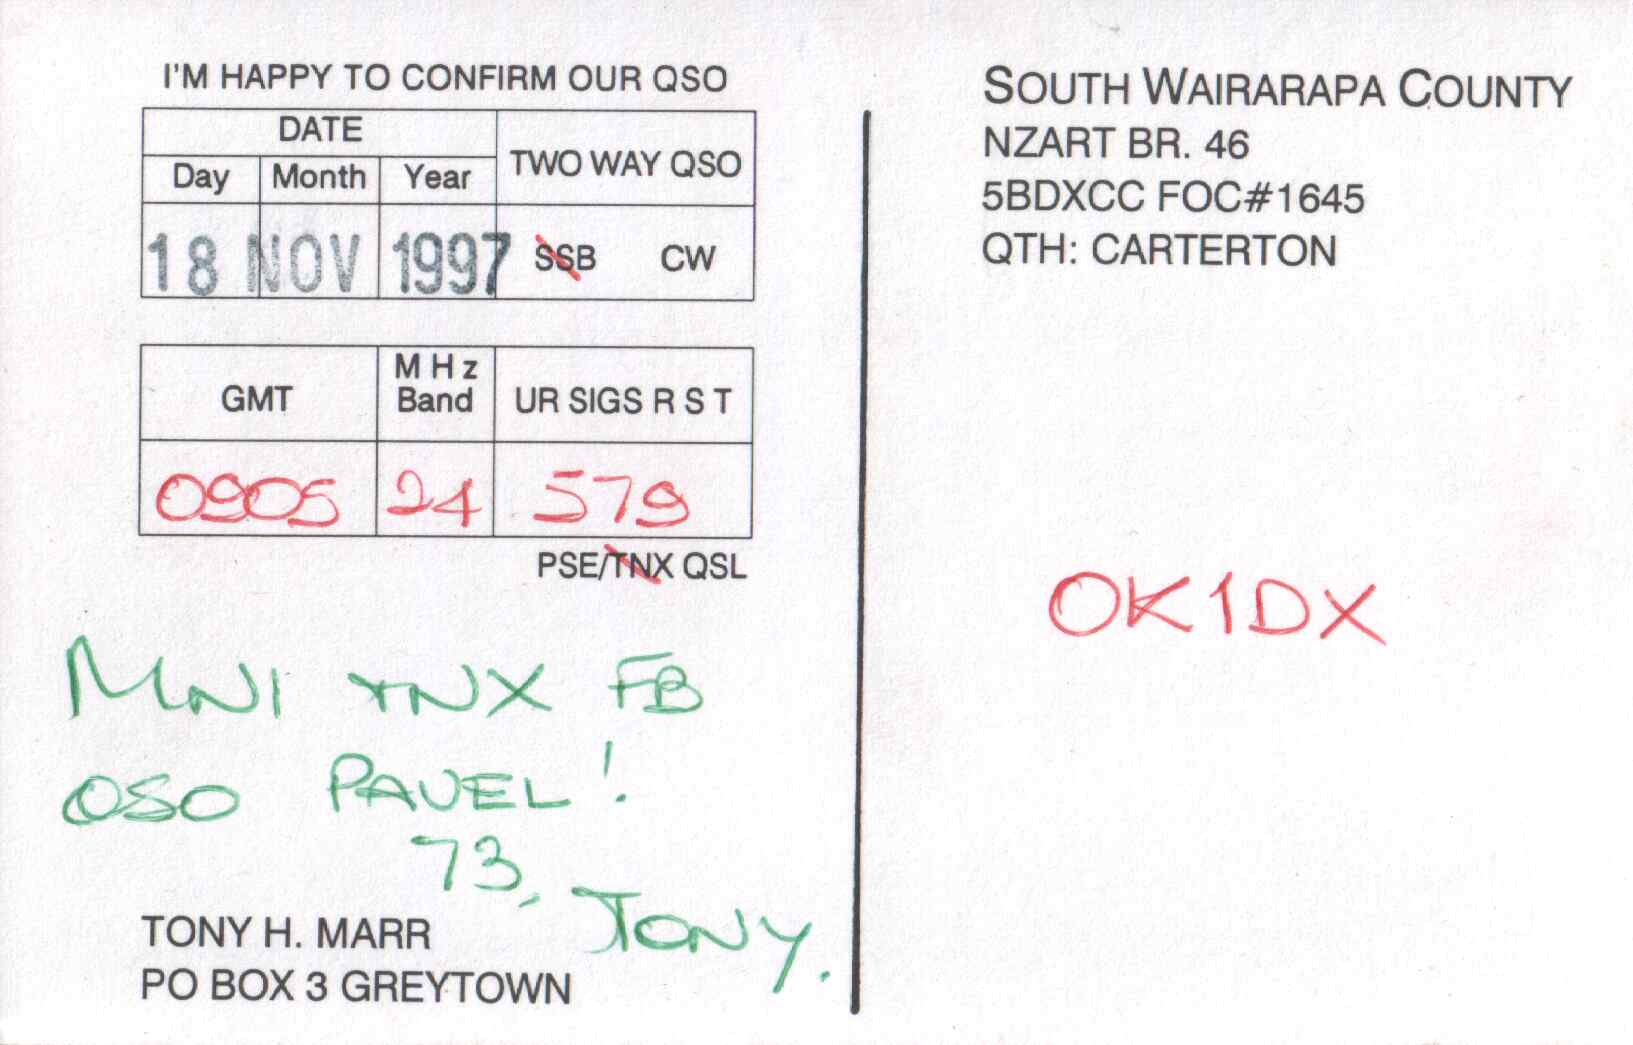 I'M HAPPY TO CONFIRM OUR QSO
DATE
TWO WAY QSO
Day Month Year
18 NOV 1997 SSB CW
GMT MHz Band UR SIGS R S T
0905 24 579
PSE/TNX QSL
MNI TNX FB
QSO PAVEL!
73, TONY.
TONY H. MARR
PO BOX 3 GREYTOWN
SOUTH WAIRARAPA COUNTY
NZART BR. 46
5BDXCC FOC#1645
QTH: CARTERTON
OK1DX